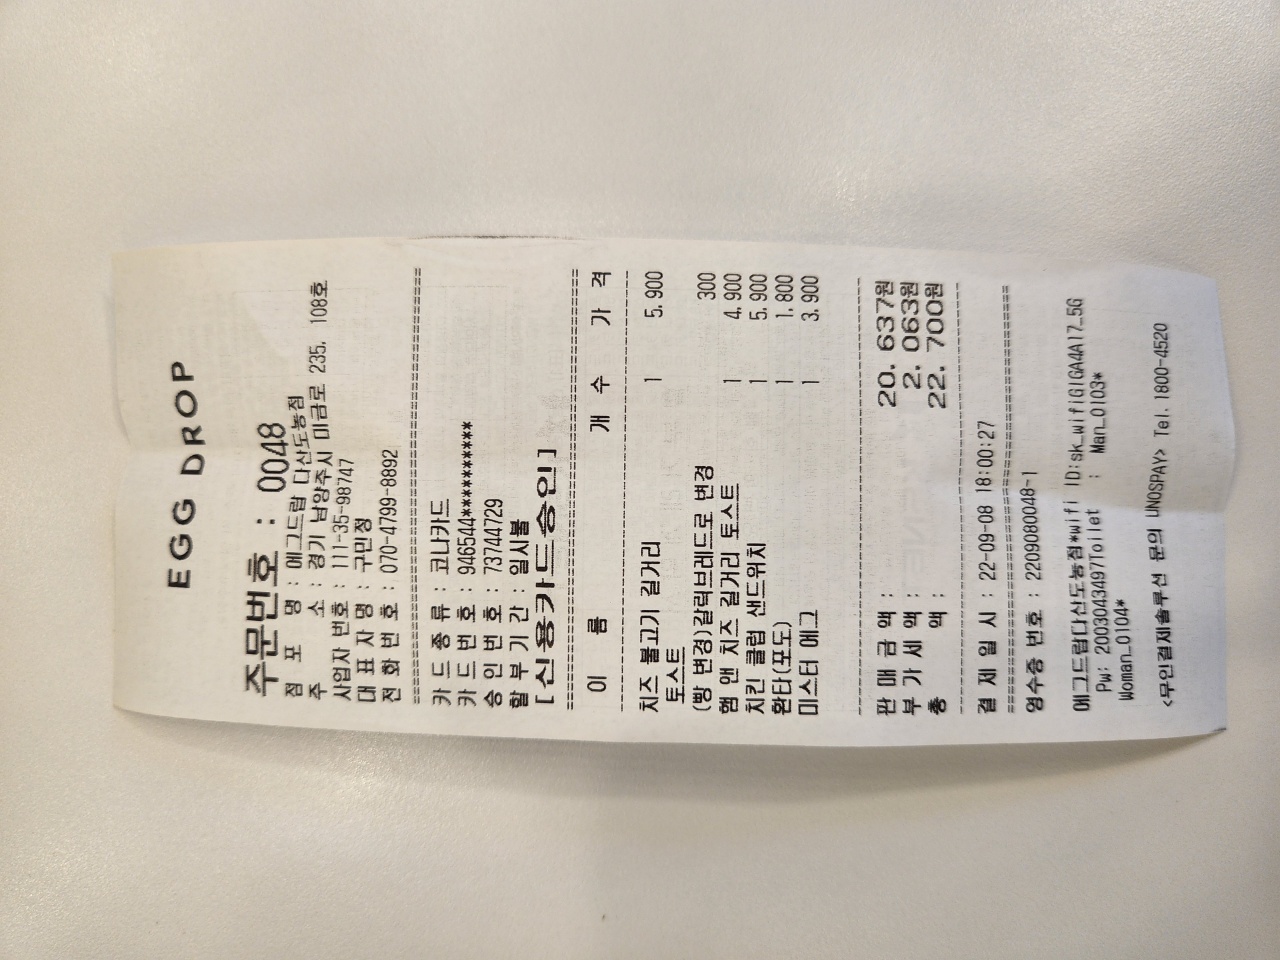 EGG DROP
주문번호 : 0048
점 포 명 : 에그드랍 다산도농점
주 소 : 경기 남양주시 미금로 235, 108호
사업자 번호 : 111-35-98747
대 표 자 명 : 구민정
전 화 번 호 : 070-4799-8892
========================================
카 드 종 류 : 코나카드
카 드 번 호 : 946544**********
승 인 번 호 : 73744729
할 부 기 간 : 일시불
[신용카드승인]
========================================
이 름 개 수 가 격
----------------------------------------
치즈 불고기 길거리 1 5,900
토스트
(빵 변경)갈릭브레드로 변경 300
햄 앤 치즈 길거리 토스트 1 4,900
치킨 클럽 샌드위치 1 5,900
환타(포도) 1 1,800
미스터 에그 1 3,900
----------------------------------------
판 매 금 액 : 20,637원
부 가 세 액 : 2,063원
총 액 : 22,700원
----------------------------------------
결 제 일 시 : 22-09-08 18:00:27
========================================
영수증 번호 : 2209080048-1
에그드랍다산도농점*wifi ID:sk_wifiGIGA4A17_5G
Pw: 2003043497Toilet : Man_0103*
Woman_0104*
<무인결제솔루션 문의 UNOSPAY> Tel. 1800-4520